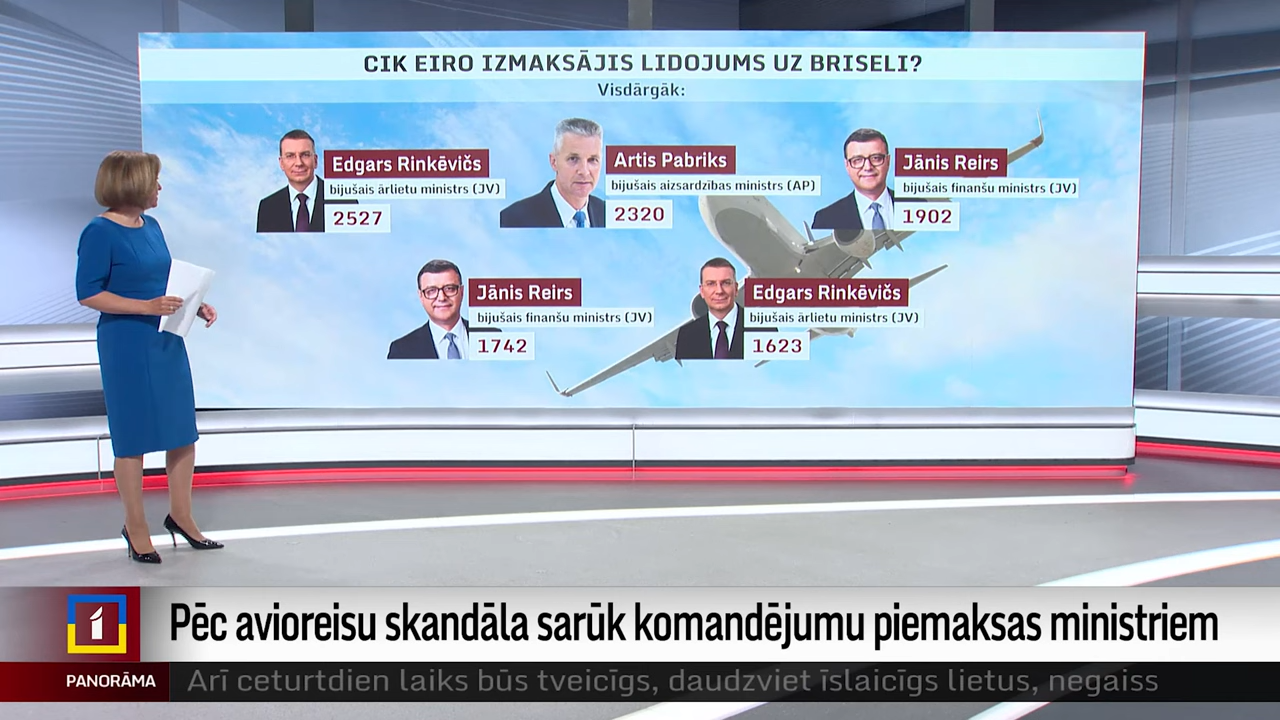 CIK EIRO IZMAKSĀJIS LIDOJUMS UZ BRISELI?
Visdārgāk:
Edgars Rinkēvičs
bijušais ārlietu ministrs (JV)
2527
Artis Pabriks
bijušais aizsardzības ministrs (AP)
2320
Jānis Reirs
bijušais finanšu ministrs (JV)
1902
Jānis Reirs
bijušais finanšu ministrs (JV)
1742
Edgars Rinkēvičs
bijušais ārlietu ministrs (JV)
1623
1
Pēc avioreisu skandāla sarūk komandējumu piemaksas ministriem
PANORĀMA
Arī ceturtdien laiks būs tveicīgs, daudzviet īslaicīgs lietus, negaiss